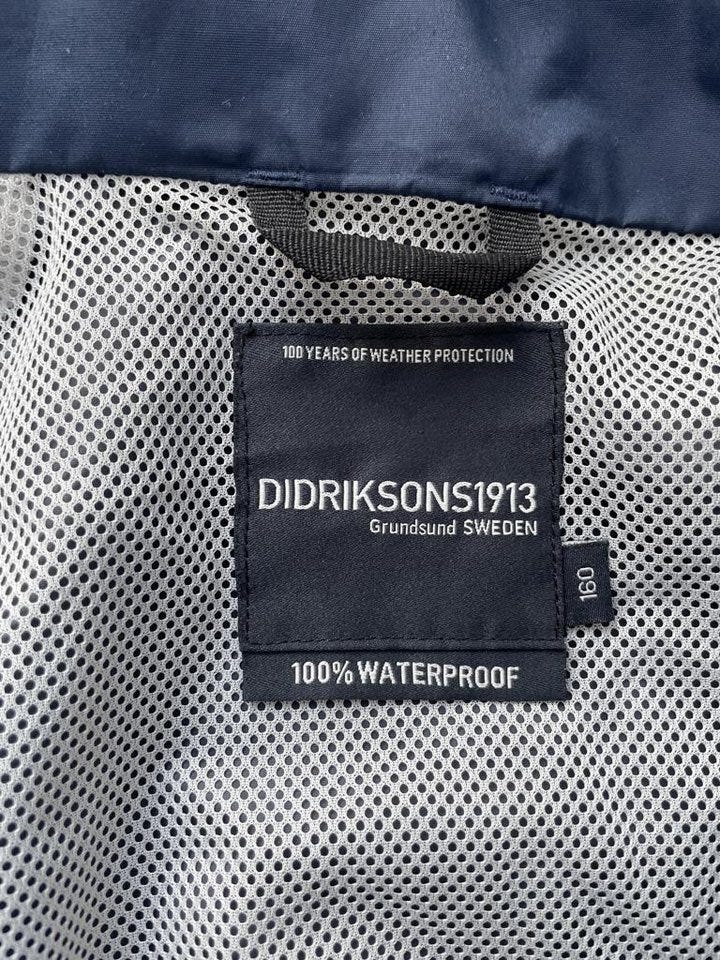 100 YEARS OF WEATHER PROTECTION
DIDRIKSONS1913
Grundsund SWEDEN
160
100% WATERPROOF